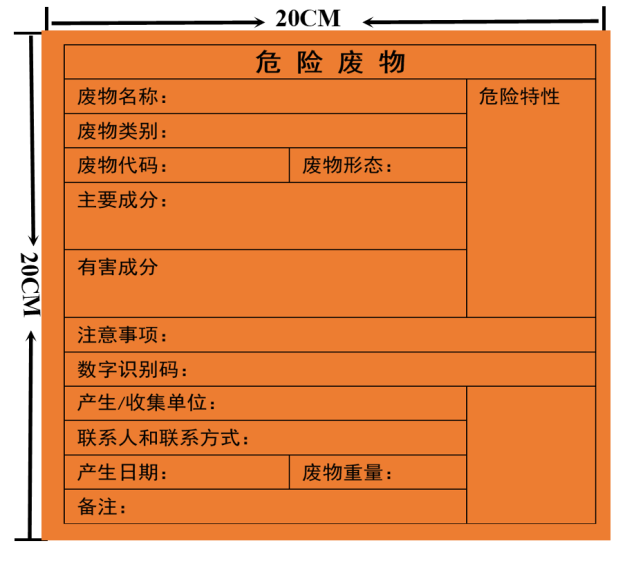 20CM
20CM
危险废物
废物名称：
危险特性
废物类别：
废物代码：
废物形态：
主要成分：
有害成分
注意事项：
数字识别码：
产生/收集单位：
联系人和联系方式：
产生日期：
废物重量：
备注：